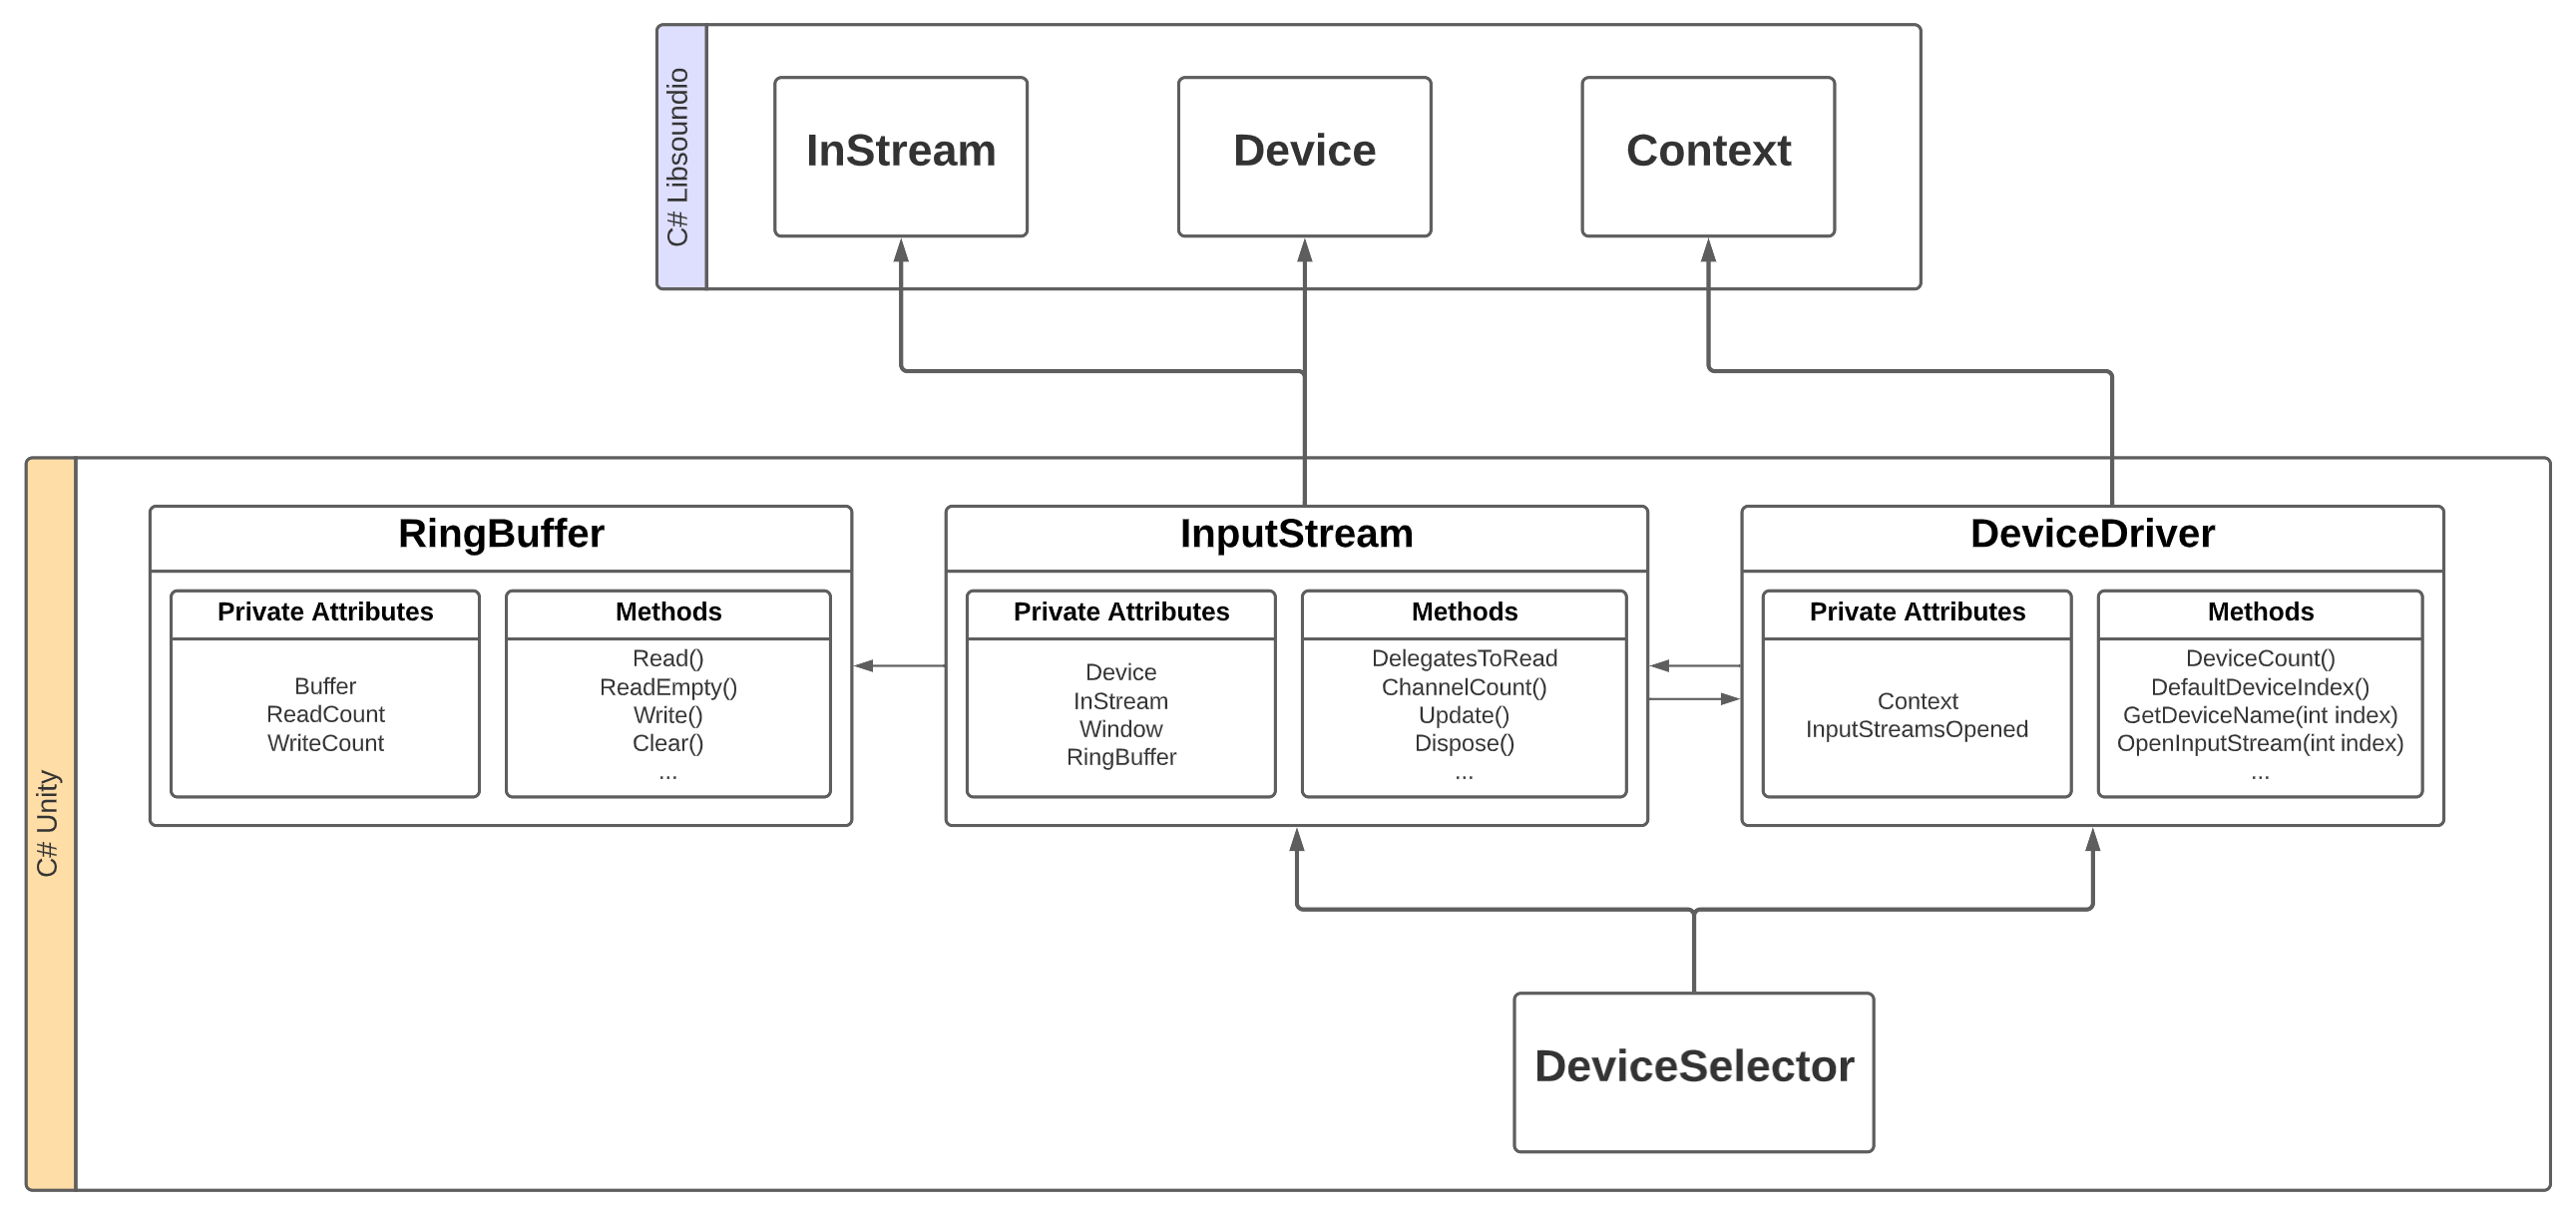 C# Libsoundio
InStream
Device
Context
C# Unity
RingBuffer
Private Attributes
Buffer
ReadCount
WriteCount
Methods
Read()
ReadEmpty()
Write()
Clear()
...
InputStream
Private Attributes
Device
InStream
Window
RingBuffer
Methods
DelegatesToRead
ChannelCount()
Update()
Dispose()
...
DeviceDriver
Private Attributes
Context
InputStreamsOpened
Methods
DeviceCount()
DefaultDeviceIndex()
GetDeviceName(int index)
OpenInputStream(int index)
...
DeviceSelector